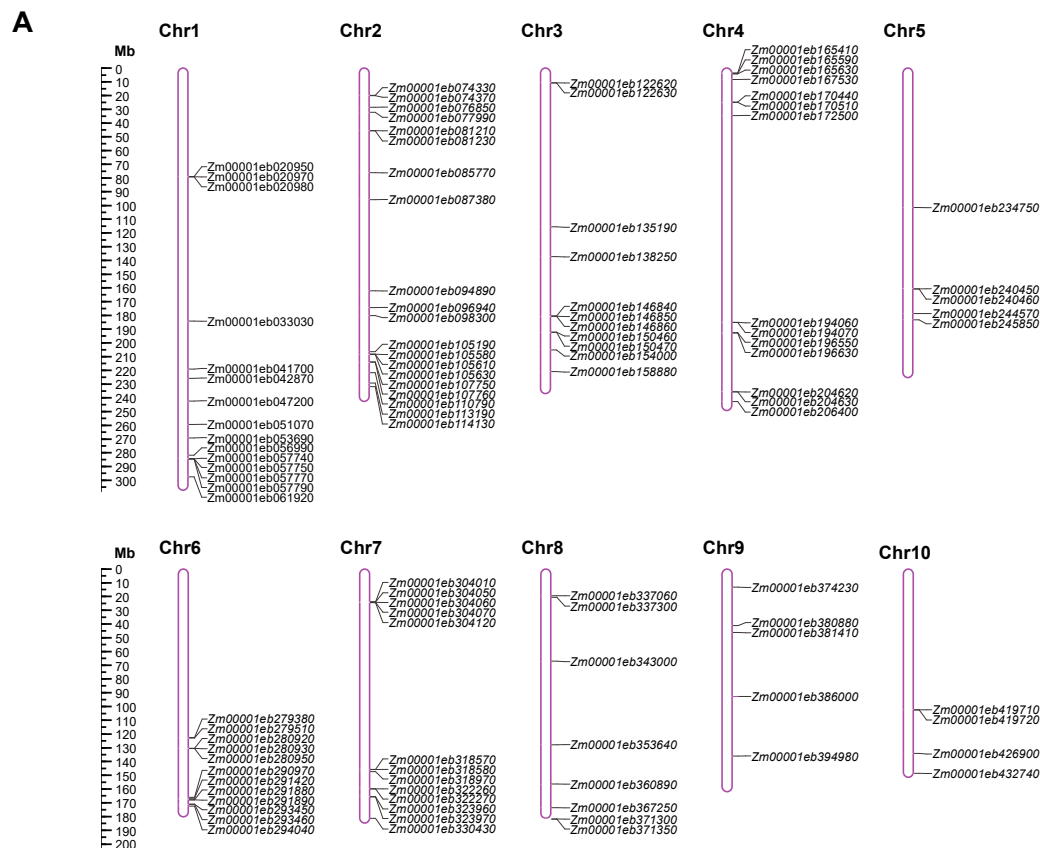 A
Chr1
Chr2
Chr3
Chr4
Chr5
Mb
0
10
20
30
40
50
60
70
80
90
100
110
120
130
140
150
160
170
180
190
200
210
220
230
240
250
260
270
280
290
300
Zm00001eb020950
Zm00001eb020970
Zm00001eb020980
Zm00001eb033030
Zm00001eb041700
Zm00001eb042870
Zm00001eb047200
Zm00001eb051070
Zm00001eb053690
Zm00001eb056990
Zm00001eb057740
Zm00001eb057750
Zm00001eb057770
Zm00001eb057790
Zm00001eb061920
Zm00001eb074330
Zm00001eb074370
Zm00001eb076850
Zm00001eb077990
Zm00001eb081210
Zm00001eb081230
Zm00001eb085770
Zm00001eb087380
Zm00001eb094890
Zm00001eb096940
Zm00001eb098300
Zm00001eb105190
Zm00001eb105580
Zm00001eb105610
Zm00001eb105630
Zm00001eb107750
Zm00001eb107760
Zm00001eb110790
Zm00001eb113190
Zm00001eb114130
Zm00001eb122620
Zm00001eb122630
Zm00001eb135190
Zm00001eb138250
Zm00001eb146840
Zm00001eb146850
Zm00001eb146860
Zm00001eb150460
Zm00001eb150470
Zm00001eb154000
Zm00001eb158880
Zm00001eb165410
Zm00001eb165590
Zm00001eb165630
Zm00001eb167530
Zm00001eb170440
Zm00001eb170510
Zm00001eb172500
Zm00001eb194060
Zm00001eb194070
Zm00001eb196550
Zm00001eb196630
Zm00001eb204620
Zm00001eb204630
Zm00001eb206400
Zm00001eb234750
Zm00001eb240450
Zm00001eb240460
Zm00001eb244570
Zm00001eb245850
Chr6
Chr7
Chr8
Chr9
Chr10
Mb
0
10
20
30
40
50
60
70
80
90
100
110
120
130
140
150
160
170
180
190
200
Zm00001eb279380
Zm00001eb279510
Zm00001eb280920
Zm00001eb280930
Zm00001eb280950
Zm00001eb290970
Zm00001eb291420
Zm00001eb291880
Zm00001eb291890
Zm00001eb293450
Zm00001eb293460
Zm00001eb294040
Zm00001eb304010
Zm00001eb304050
Zm00001eb304060
Zm00001eb304070
Zm00001eb304120
Zm00001eb318570
Zm00001eb318580
Zm00001eb318970
Zm00001eb322260
Zm00001eb322270
Zm00001eb323960
Zm00001eb323970
Zm00001eb330430
Zm00001eb337060
Zm00001eb337300
Zm00001eb343000
Zm00001eb353640
Zm00001eb360890
Zm00001eb367250
Zm00001eb371300
Zm00001eb371350
Zm00001eb374230
Zm00001eb380880
Zm00001eb381410
Zm00001eb386000
Zm00001eb394980
Zm00001eb419710
Zm00001eb419720
Zm00001eb426900
Zm00001eb432740